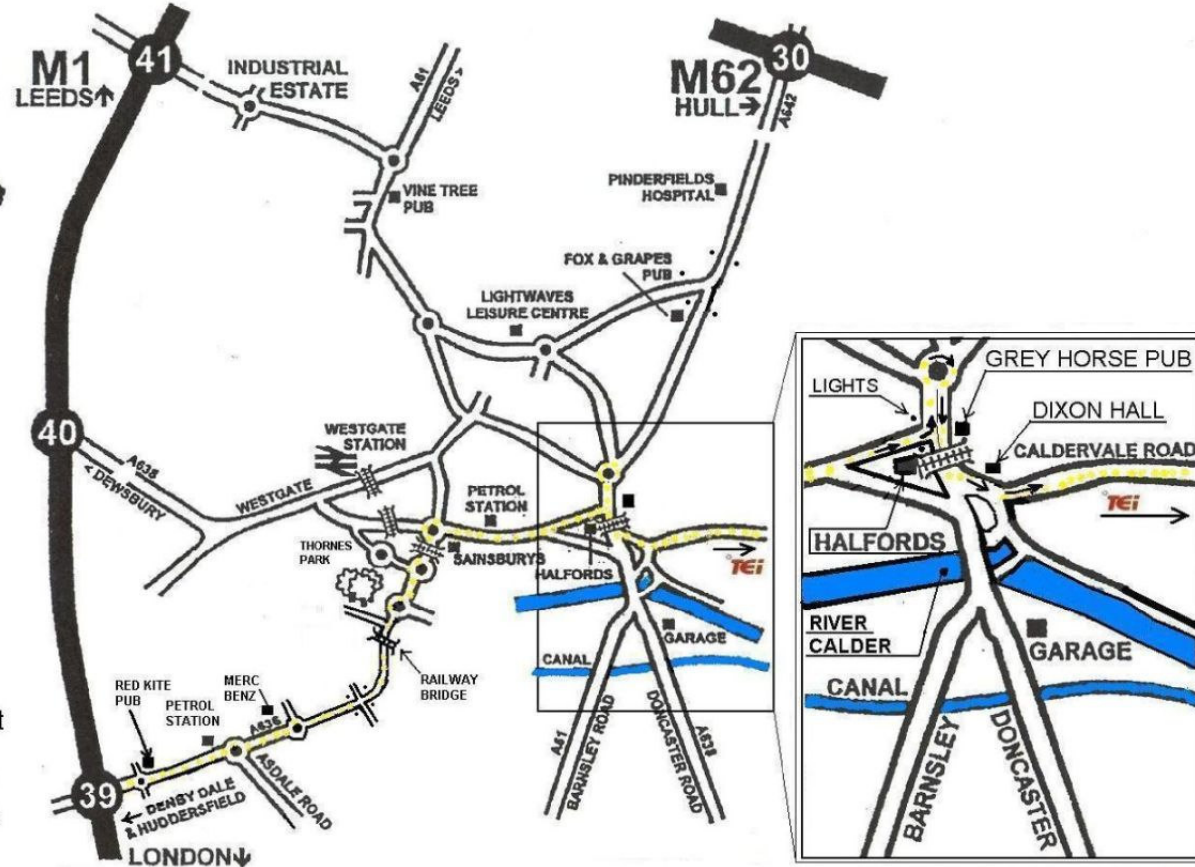 41
M1
LEEDS↑
INDUSTRIAL
ESTATE
A61
LEEDS >
30
M62
HULL→
A642
VINE TREE
PUB
PINDERFIELDS
HOSPITAL
FOX & GRAPES
PUB
LIGHTWAVES
LEISURE CENTRE
40
A638
< DEWSBURY
WESTGATE
STATION
WESTGATE
PETROL
STATION
THORNES
PARK
SAINSBURYS
HALFORDS
TEi
GARAGE
CANAL
RAILWAY
BRIDGE
RED KITE
PUB
PETROL
STATION
MERC
BENZ
A636
ASDALE ROAD
39
← DENBY DALE
& HUDDERSFIELD
LONDON↓
A61
BARNSLEY ROAD
DONCASTER ROAD
A638
GREY HORSE PUB
LIGHTS
DIXON HALL
CALDERVALE ROAD
TEi
HALFORDS
RIVER
CALDER
GARAGE
CANAL
BARNSLEY
DONCASTER